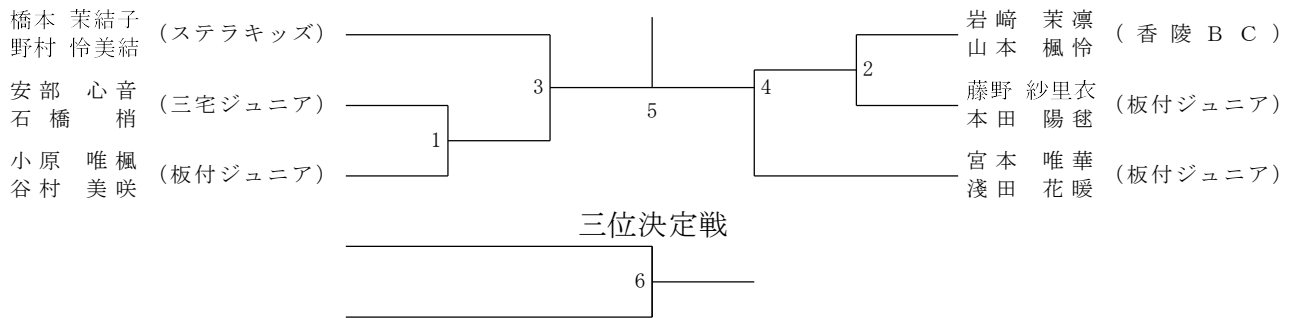 橋本 茉結子
野村 怜美結
(ステラキッズ)
安部 心音
石橋 梢
(三宅ジュニア)
小原 唯楓
谷村 美咲
(板付ジュニア)
3
1
5
4
2
岩﨑 茉凛
山本 楓怜
(香陵BC)
藤野 紗里衣
本田 陽毬
(板付ジュニア)
宮本 唯華
淺田 花暖
(板付ジュニア)
三位決定戦
6